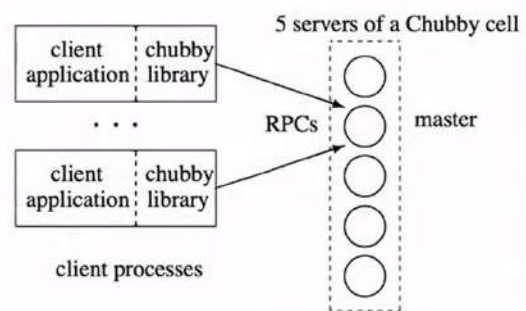 5 servers of a Chubby cell
client application
chubby library
RPCs
master
. . .
client application
chubby library
client processes